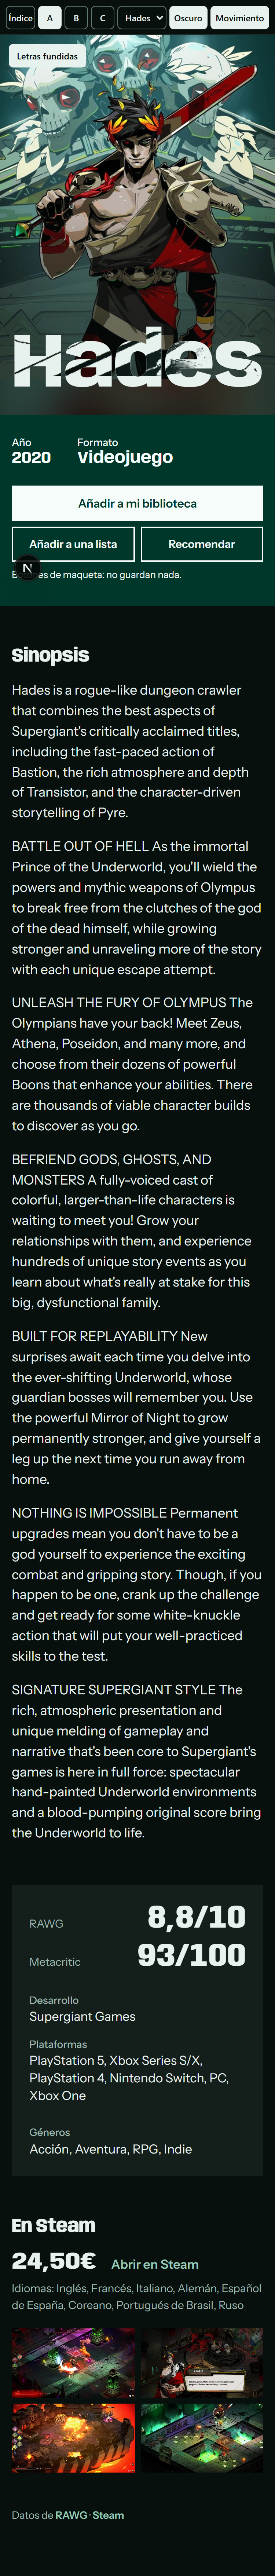 Índice A B C Hades Oscuro Movimiento
Letras fundidas
Hades
Año Formato
2020 Videojuego
Añadir a mi biblioteca
Añadir a una lista Recomendar
N
es de maqueta: no guardan nada.
Sinopsis
Hades is a rogue-like dungeon crawler
that combines the best aspects of
Supergiant's critically acclaimed titles,
including the fast-paced action of
Bastion, the rich atmosphere and depth
of Transistor, and the character-driven
storytelling of Pyre.
BATTLE OUT OF HELL As the immortal
Prince of the Underworld, you'll wield the
powers and mythic weapons of Olympus
to break free from the clutches of the god
of the dead himself, while growing
stronger and unraveling more of the story
with each unique escape attempt.
UNLEASH THE FURY OF OLYMPUS The
Olympians have your back! Meet Zeus,
Athena, Poseidon, and many more, and
choose from their dozens of powerful
Boons that enhance your abilities. There
are thousands of viable character builds
to discover as you go.
BEFRIEND GODS, GHOSTS, AND
MONSTERS A fully-voiced cast of
colorful, larger-than-life characters is
waiting to meet you! Grow your
relationships with them, and experience
hundreds of unique story events as you
learn about what's really at stake for this
big, dysfunctional family.
BUILT FOR REPLAYABILITY New
surprises await each time you delve into
the ever-shifting Underworld, whose
guardian bosses will remember you. Use
the powerful Mirror of Night to grow
permanently stronger, and give yourself a
leg up the next time you run away from
home.
NOTHING IS IMPOSSIBLE Permanent
upgrades mean you don't have to be a
god yourself to experience the exciting
combat and gripping story. Though, if you
happen to be one, crank up the challenge
and get ready for some white-knuckle
action that will put your well-practiced
skills to the test.
SIGNATURE SUPERGIANT STYLE The
rich, atmospheric presentation and
unique melding of gameplay and
narrative that's been core to Supergiant's
games is here in full force: spectacular
hand-painted Underworld environments
and a blood-pumping original score bring
the Underworld to life.
RAWG 8,8/10
Metacritic 93/100
Desarrollo
Supergiant Games
Plataformas
PlayStation 5, Xbox Series S/X,
PlayStation 4, Nintendo Switch, PC,
Xbox One
Géneros
Acción, Aventura, RPG, Indie
En Steam
24,50€ Abrir en Steam
Idiomas: Inglés, Francés, Italiano, Alemán, Español
de España, Coreano, Portugués de Brasil, Ruso
Datos de RAWG · Steam